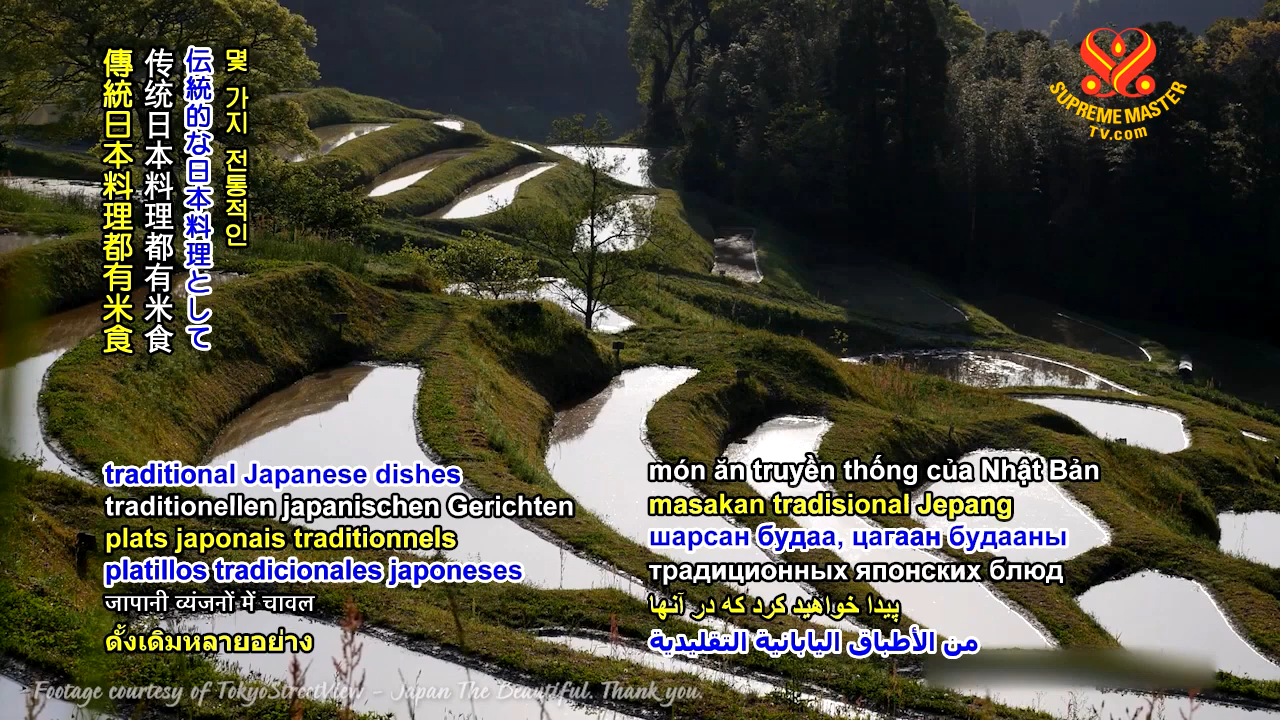 몇 가지 전통적인
伝統的な日本料理として
传统日本料理都有米食
傳統日本料理都有米食
SUPREME MASTER
TV.com
traditional Japanese dishes
traditionellen japanischen Gerichten
plats japonais traditionnels
platillos tradicionales japoneses
जापानी व्यंजनों में चावल
ดั้งเดิมหลายอย่าง
món ăn truyền thống của Nhật Bản
masakan tradisional Jepang
шарсан будаа, цагаан будааны
традиционных японских блюд
پیدا خواهید کرد که در آنها
من الأطباق اليابانية التقليدية
Footage courtesy of TokyoStreetView - Japan The Beautiful. Thank you.